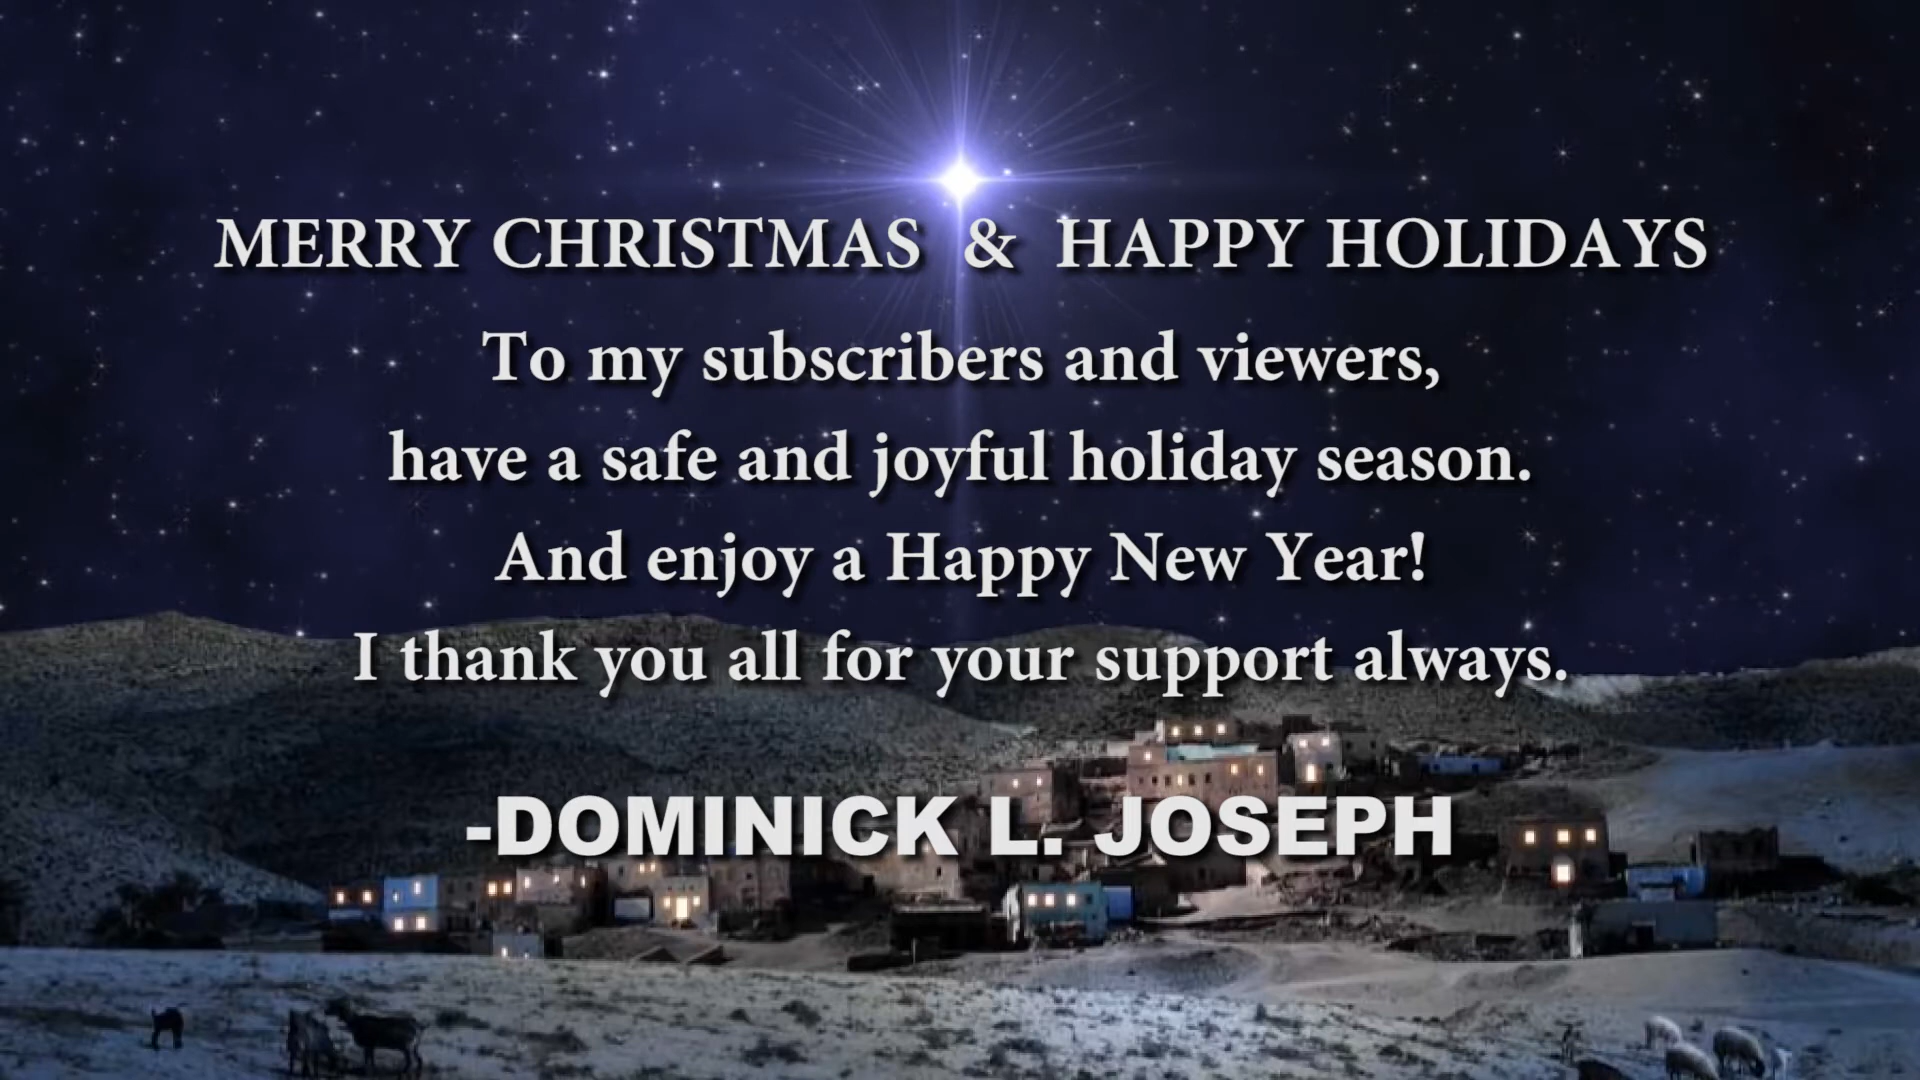 MERRY CHRISTMAS & HAPPY HOLIDAYS
To my subscribers and viewers,
have a safe and joyful holiday season.
And enjoy a Happy New Year!
I thank you all for your support always.
-DOMINICK L. JOSEPH